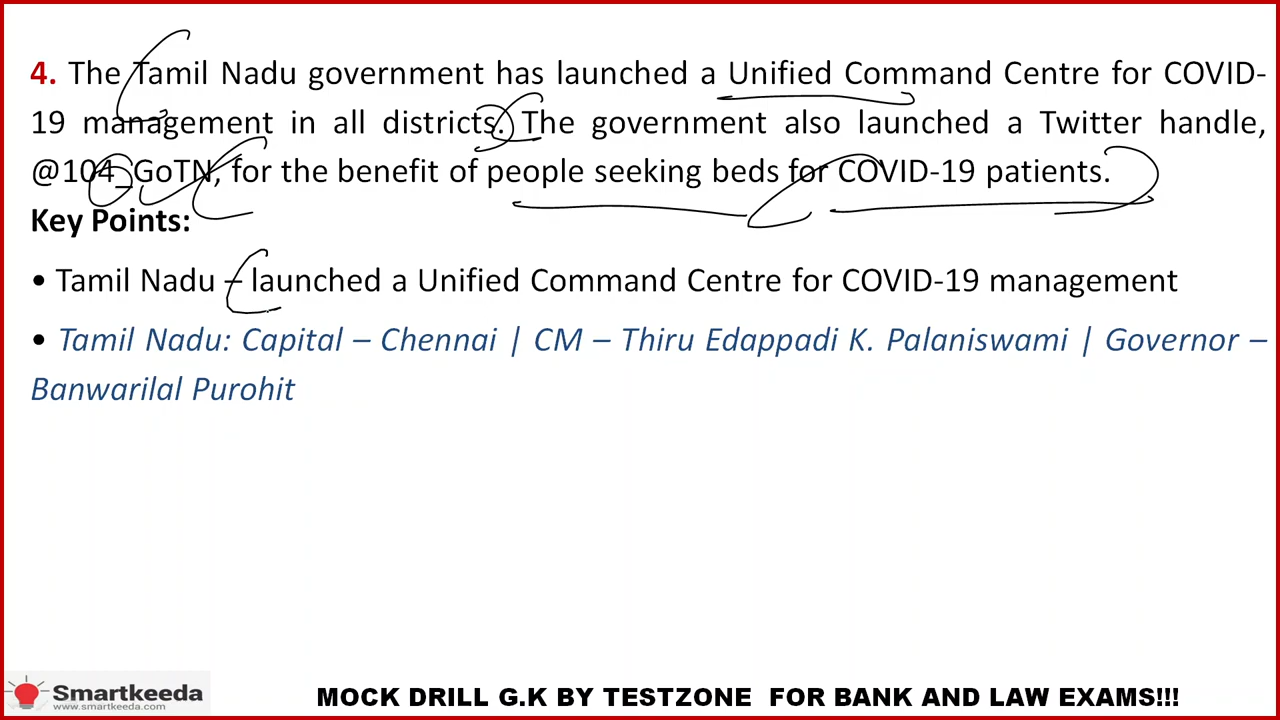 4. The Tamil Nadu government has launched a Unified Command Centre for COVID-
19 management in all districts. The government also launched a Twitter handle,
@104_GoTN, for the benefit of people seeking beds for COVID-19 patients.
Key Points:
• Tamil Nadu – launched a Unified Command Centre for COVID-19 management
• Tamil Nadu: Capital – Chennai | CM – Thiru Edappadi K. Palaniswami | Governor –
Banwarilal Purohit
Smartkeeda
www.smartkeeda.com
MOCK DRILL G.K BY TESTZONE FOR BANK AND LAW EXAMS!!!